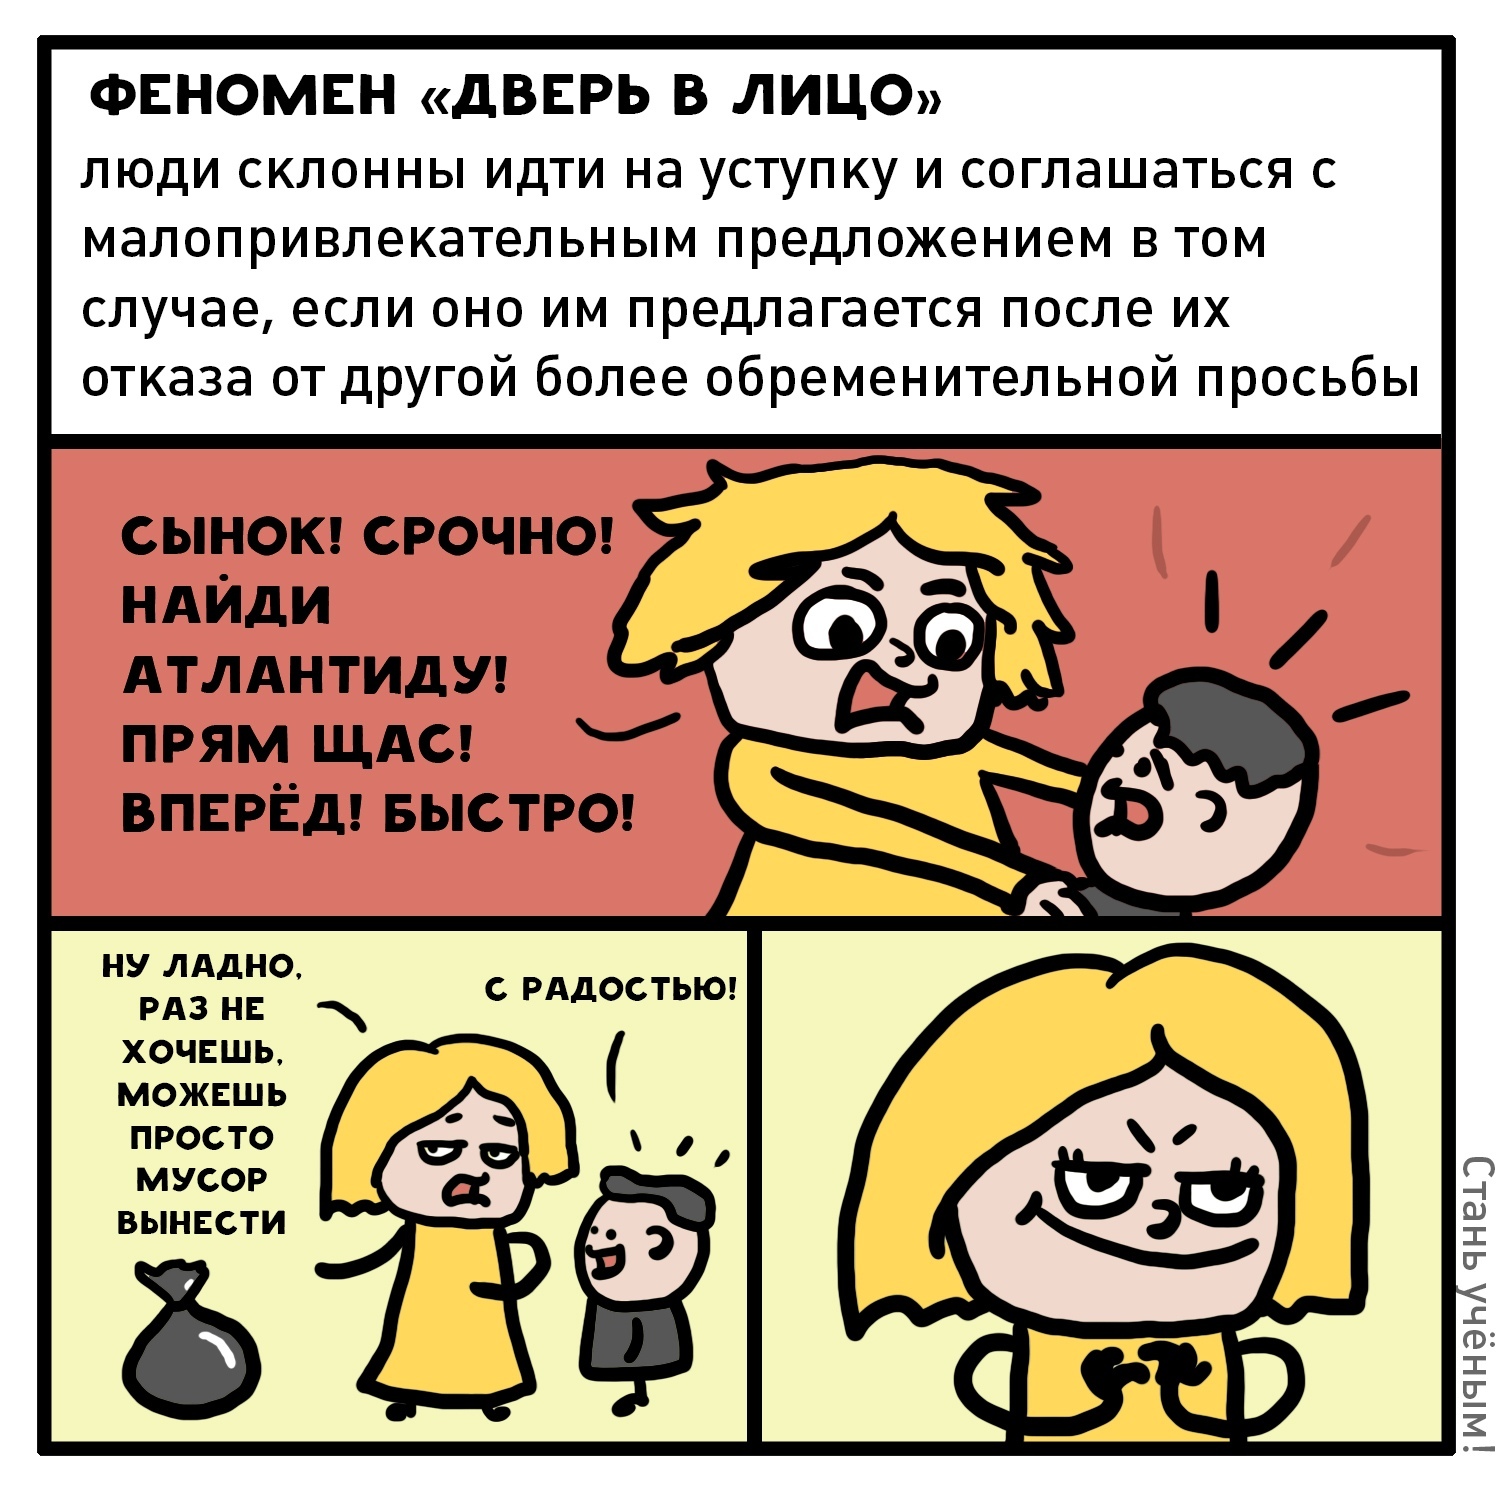 ФЕНОМЕН «ДВЕРЬ В ЛИЦО»
люди склонны идти на уступку и соглашаться с
малопривлекательным предложением в том
случае, если оно им предлагается после их
отказа от другой более обременительной просьбы
СЫНОК! СРОЧНО!
НАЙДИ
АТЛАНТИДУ!
ПРЯМ ЩАС!
ВПЕРЁД! БЫСТРО!
НУ ЛАДНО,
РАЗ НЕ
ХОЧЕШЬ,
МОЖЕШЬ
ПРОСТО
МУСОР
ВЫНЕСТИ
С РАДОСТЬЮ!
Стань учёным!